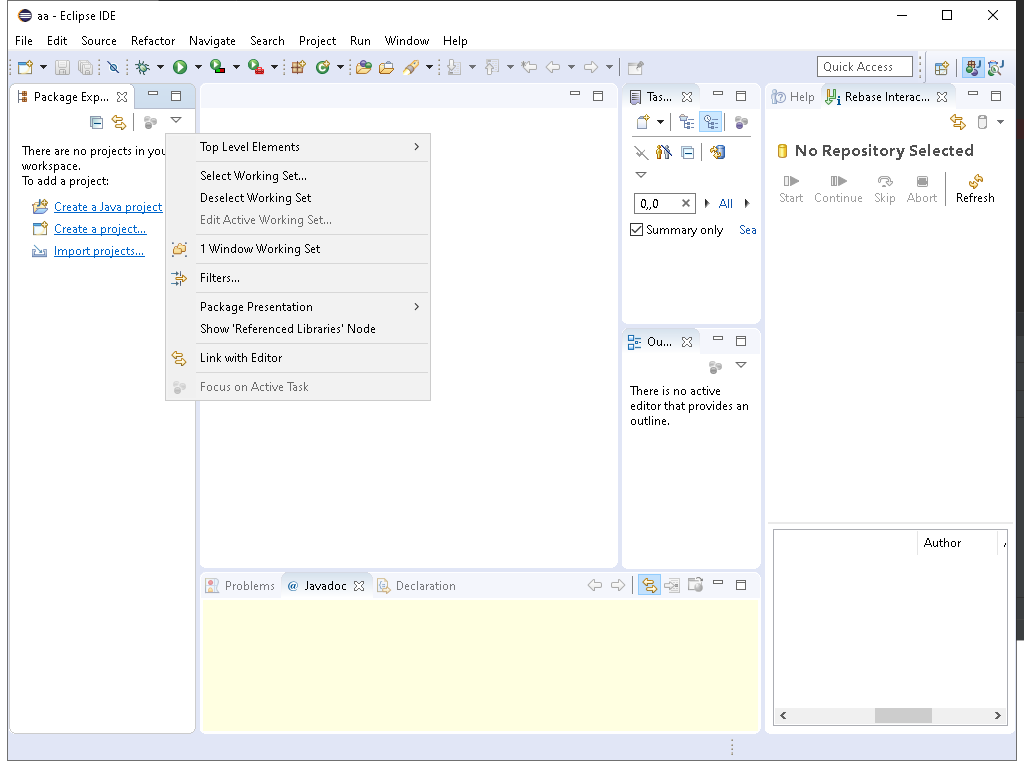 aa - Eclipse IDE
File Edit Source Refactor Navigate Search Project Run Window Help
Quick Access
Package Exp...
Tas...
Help
Rebase Interac...
There are no projects in you
workspace.
To add a project:
Create a Java project
Create a project...
Import projects...
Top Level Elements
Select Working Set...
Deselect Working Set
Edit Active Working Set...
1 Window Working Set
Filters...
Package Presentation
Show 'Referenced Libraries' Node
Link with Editor
Focus on Active Task
0,,0
All
Summary only
Sea
Ou...
There is no active
editor that provides an
outline.
No Repository Selected
Start Continue Skip Abort Refresh
Author
Problems
@ Javadoc
Declaration